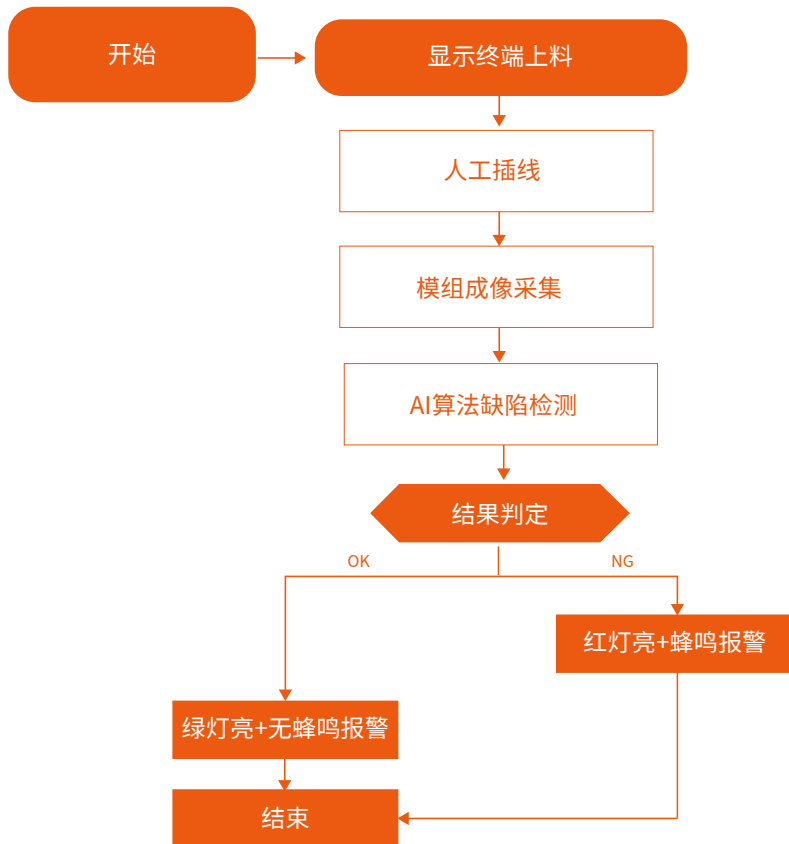 开始
显示终端上料
人工插线
模组成像采集
AI算法缺陷检测
结果判定
OK
NG
红灯亮+蜂鸣报警
绿灯亮+无蜂鸣报警
结束